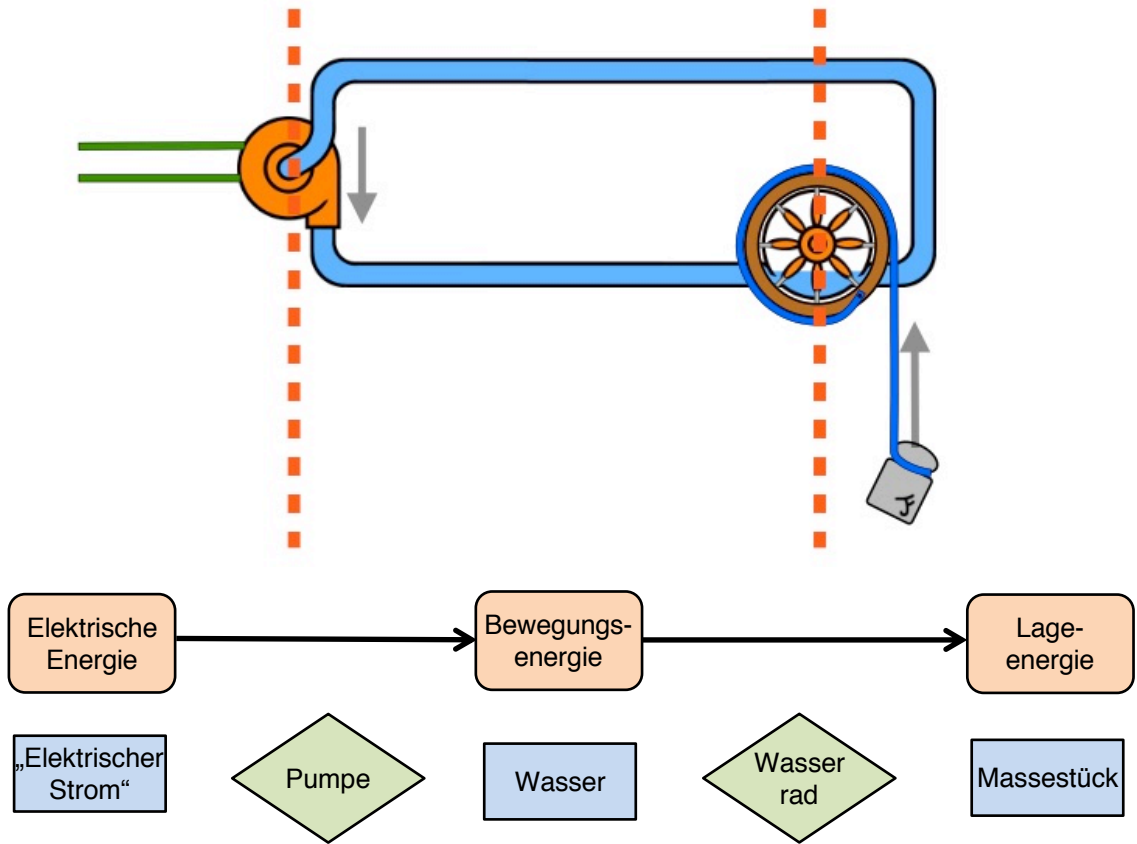 Elektrische
Energie
Bewegungs-
energie
Lage-
energie
„Elektrischer
Strom“
Pumpe
Wasser
Wasser
rad
Massestück